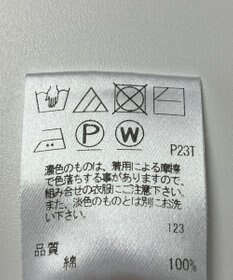 P W P23T
濃色のものは、着用による摩擦
で色落ちする事がありますので、
組み合せの衣服にご注意下さい。
また、淡色のものとは別にお洗
い下さい。
123
品質
綿 100%